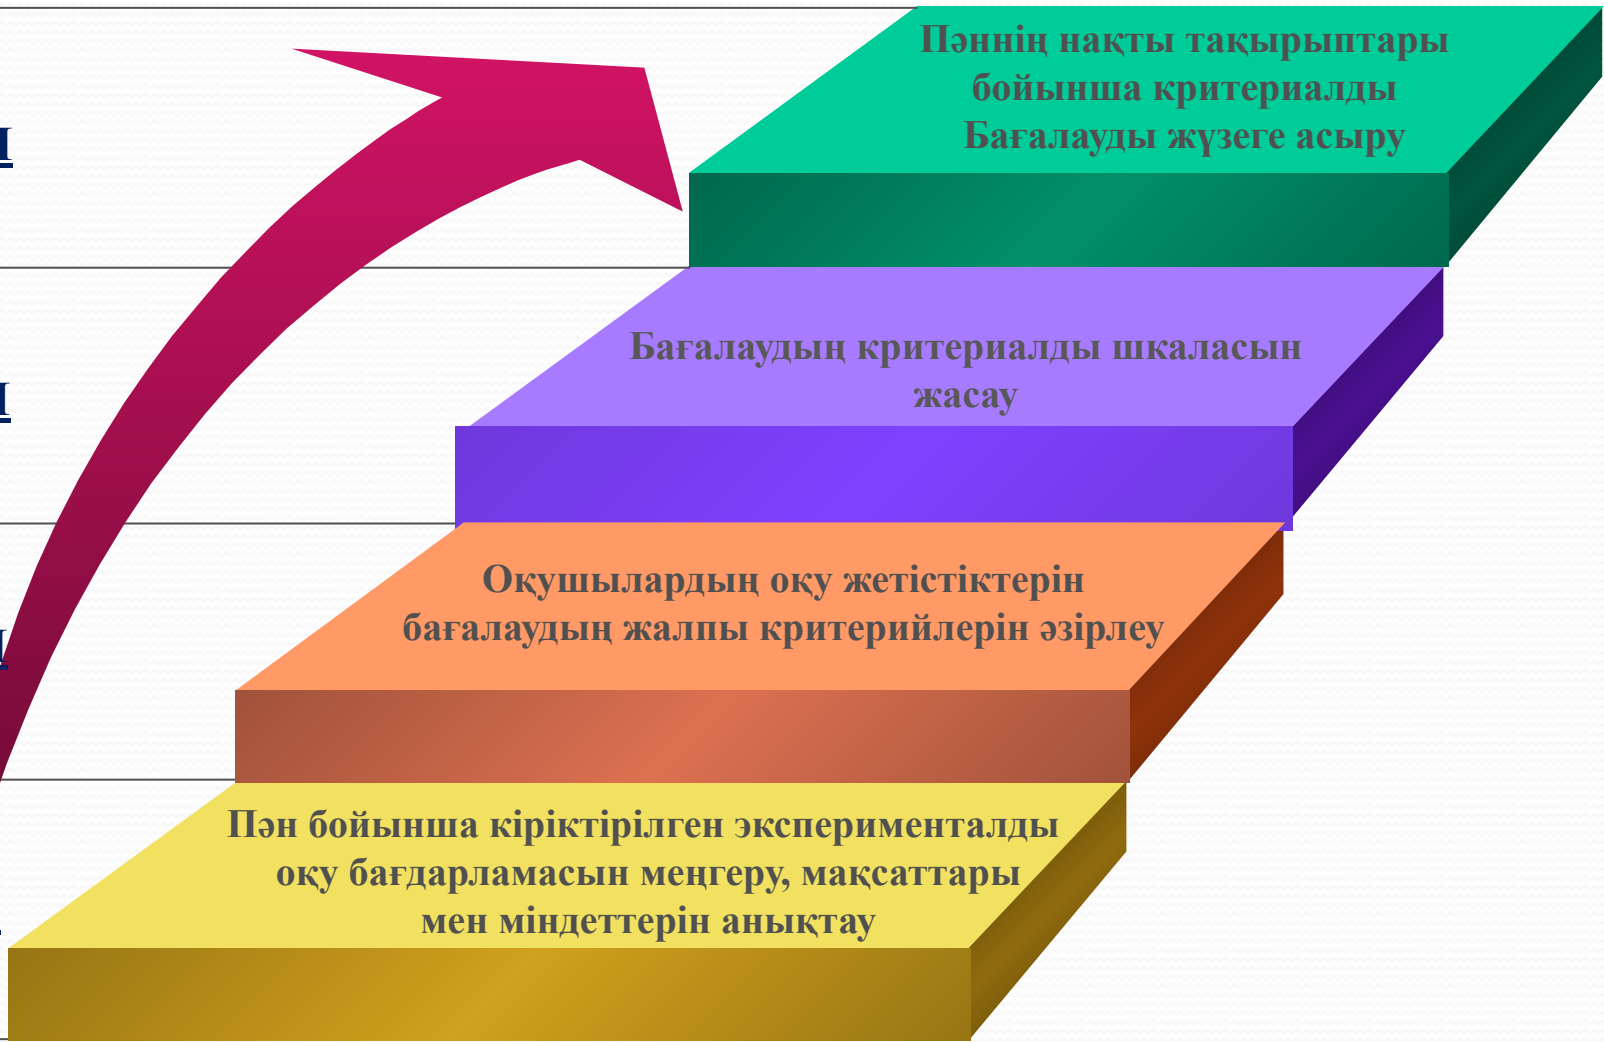 Пәннің нақты тақырыптары
бойынша критериалды
Бағалауды жүзеге асыру
Бағалаудың критериалды шкаласын
жасау
Оқушылардың оқу жетістіктерін
бағалаудың жалпы критерийлерін әзірлеу
Пән бойынша кіріктірілген эксперименталды
оқу бағдарламасын меңгеру, мақсаттары
мен міндеттерін анықтау